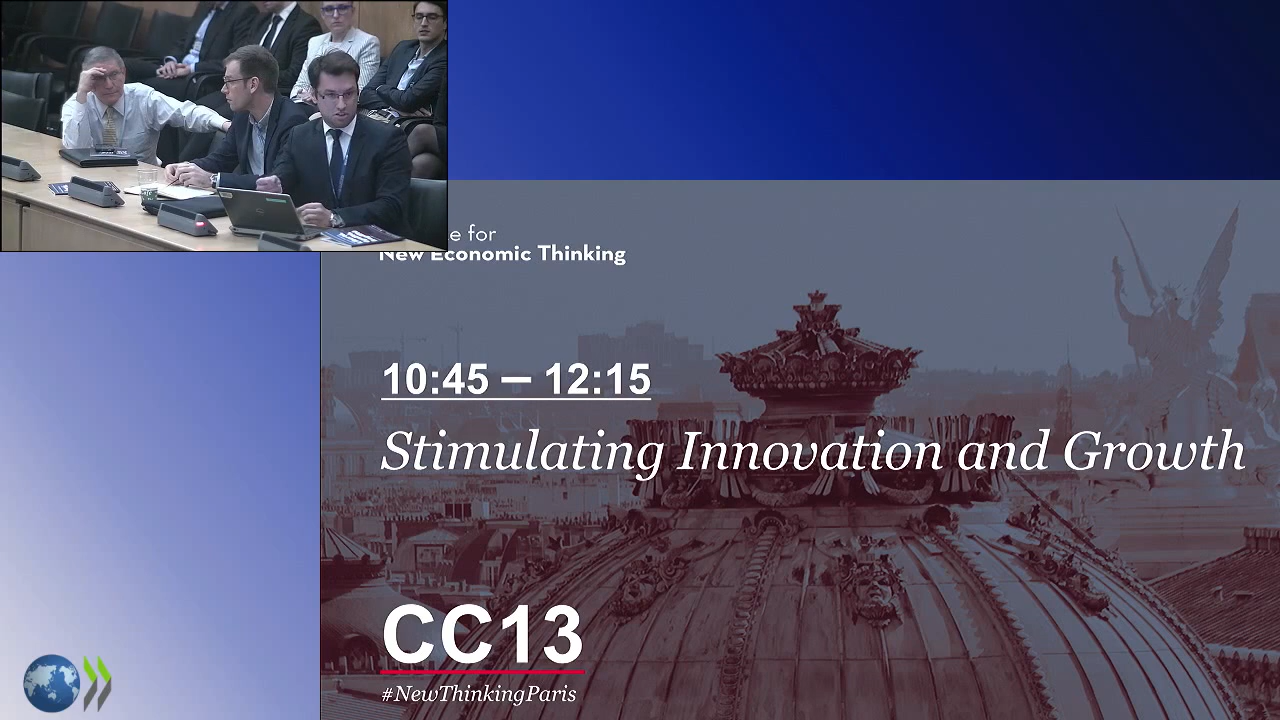 e for
New Economic Thinking
10:45 – 12:15
Stimulating Innovation and Growth
CC13
#NewThinkingParis